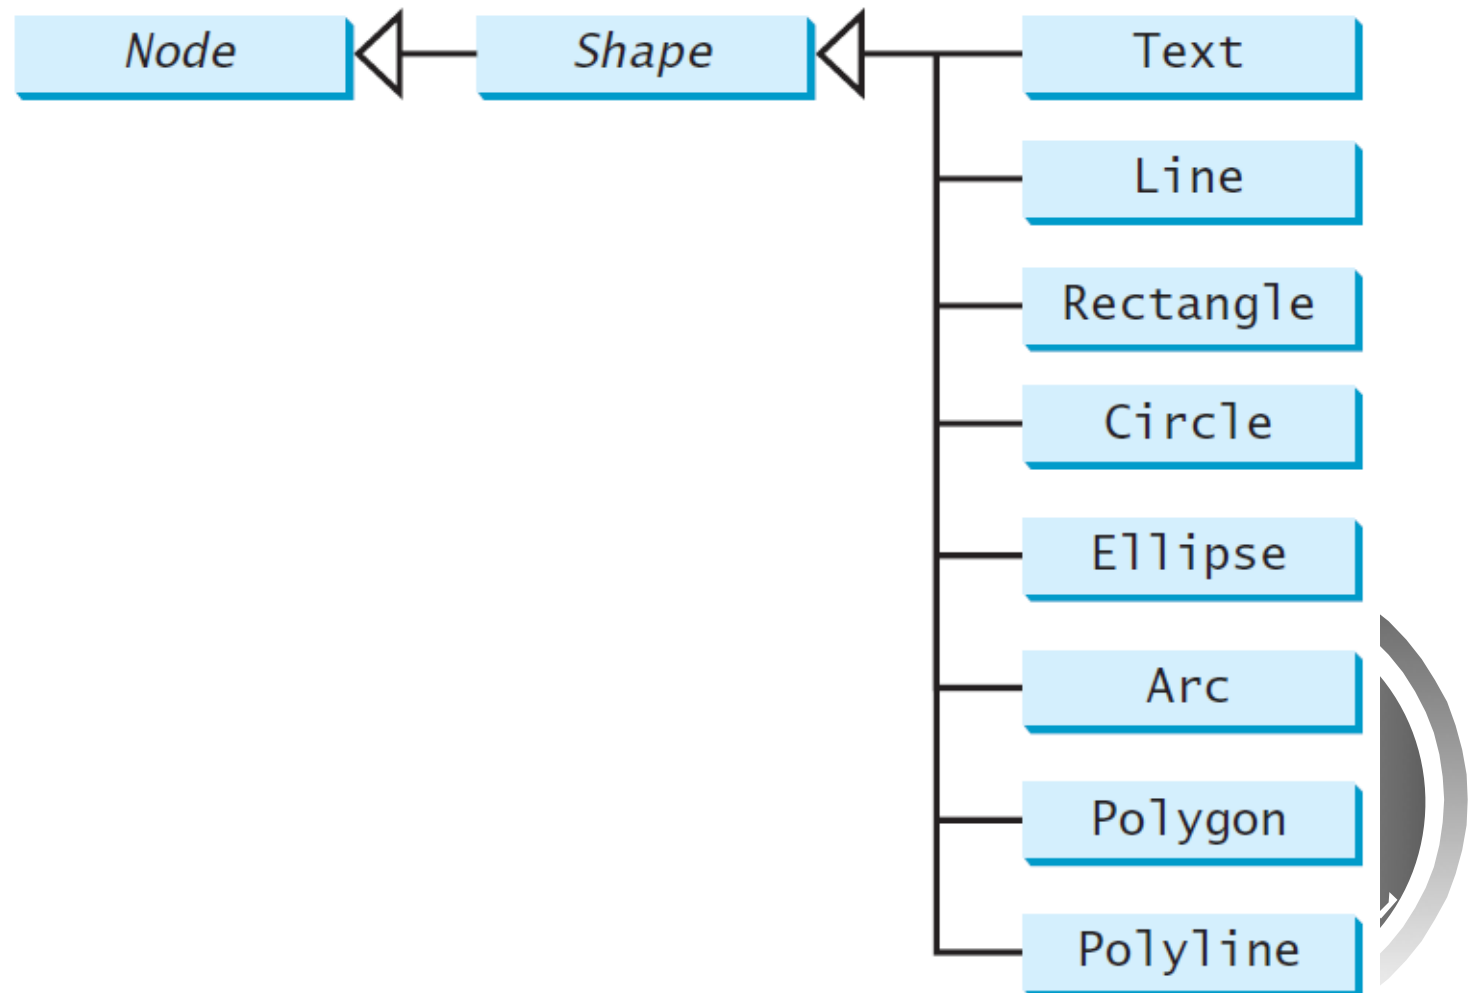 Node
Shape
Text
Line
Rectangle
Circle
Ellipse
Arc
Polygon
Polyline